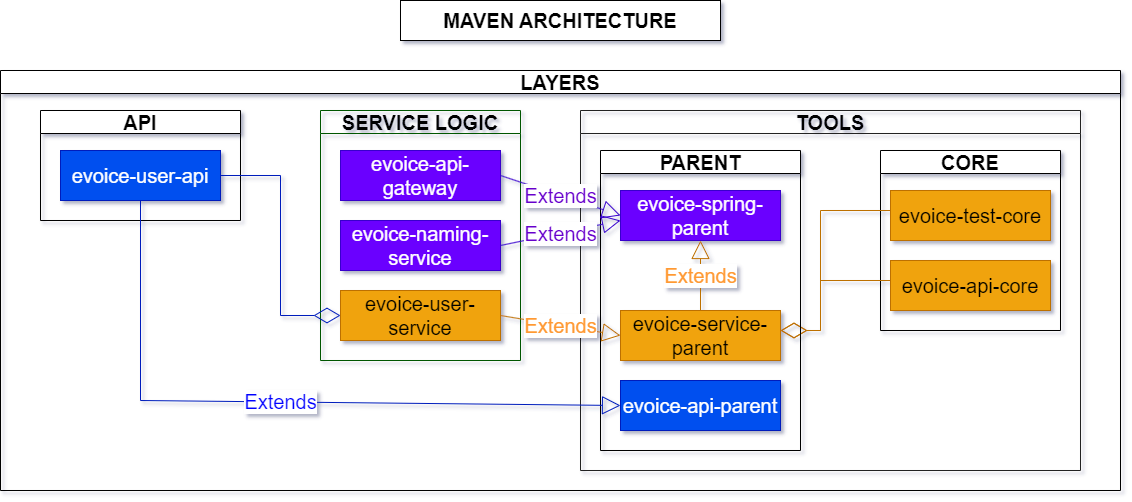 MAVEN ARCHITECTURE
LAYERS
API
evoice-user-api
SERVICE LOGIC
evoice-api-
gateway
evoice-naming-
service
evoice-user-
service
TOOLS
PARENT
evoice-spring-
parent
evoice-service-
parent
evoice-api-parent
CORE
evoice-test-core
evoice-api-core
Extends
Extends
Extends
Extends
Extends